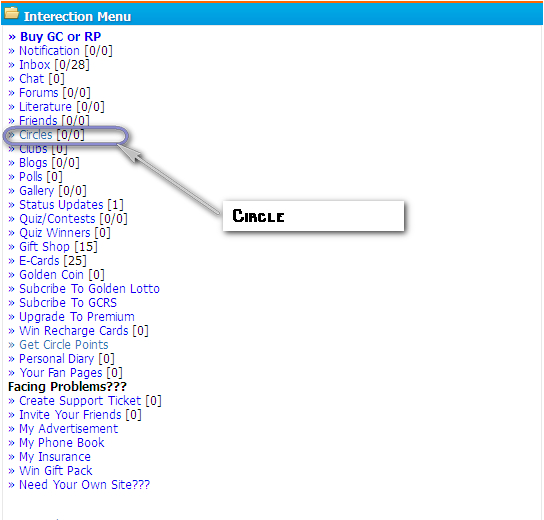 Interection Menu
» Buy GC or RP
» Notification [0/0]
» Inbox [0/28]
» Chat [0]
» Forums [0/0]
» Literature [0/0]
» Friends [0/0]
» Circles [0/0]
» Clubs [0]
» Blogs [0/0]
» Polls [0]
» Gallery [0/0]
» Status Updates [1]
Circle
» Quiz/Contests [0/0]
» Quiz Winners [0]
» Gift Shop [15]
» E-Cards [25]
» Golden Coin [0]
» Subcribe To Golden Lotto
» Subcribe To GCRS
» Upgrade To Premium
» Win Recharge Cards [0]
» Get Circle Points
» Personal Diary [0]
» Your Fan Pages [0]
Facing Problems???
» Create Support Ticket [0]
» Invite Your Friends [0]
» My Advertisement
» My Phone Book
» My Insurance
» Win Gift Pack
» Need Your Own Site???